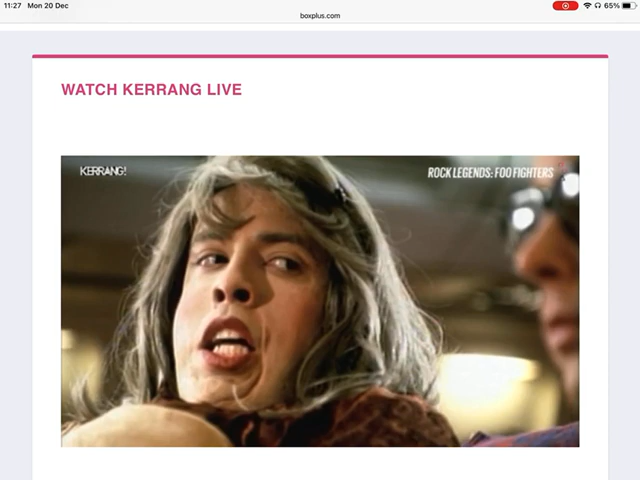 11:27 Mon 20 Dec
65%
boxplus.com
WATCH KERRANG LIVE
KERRANG!
ROCK LEGENDS: FOO FIGHTERS